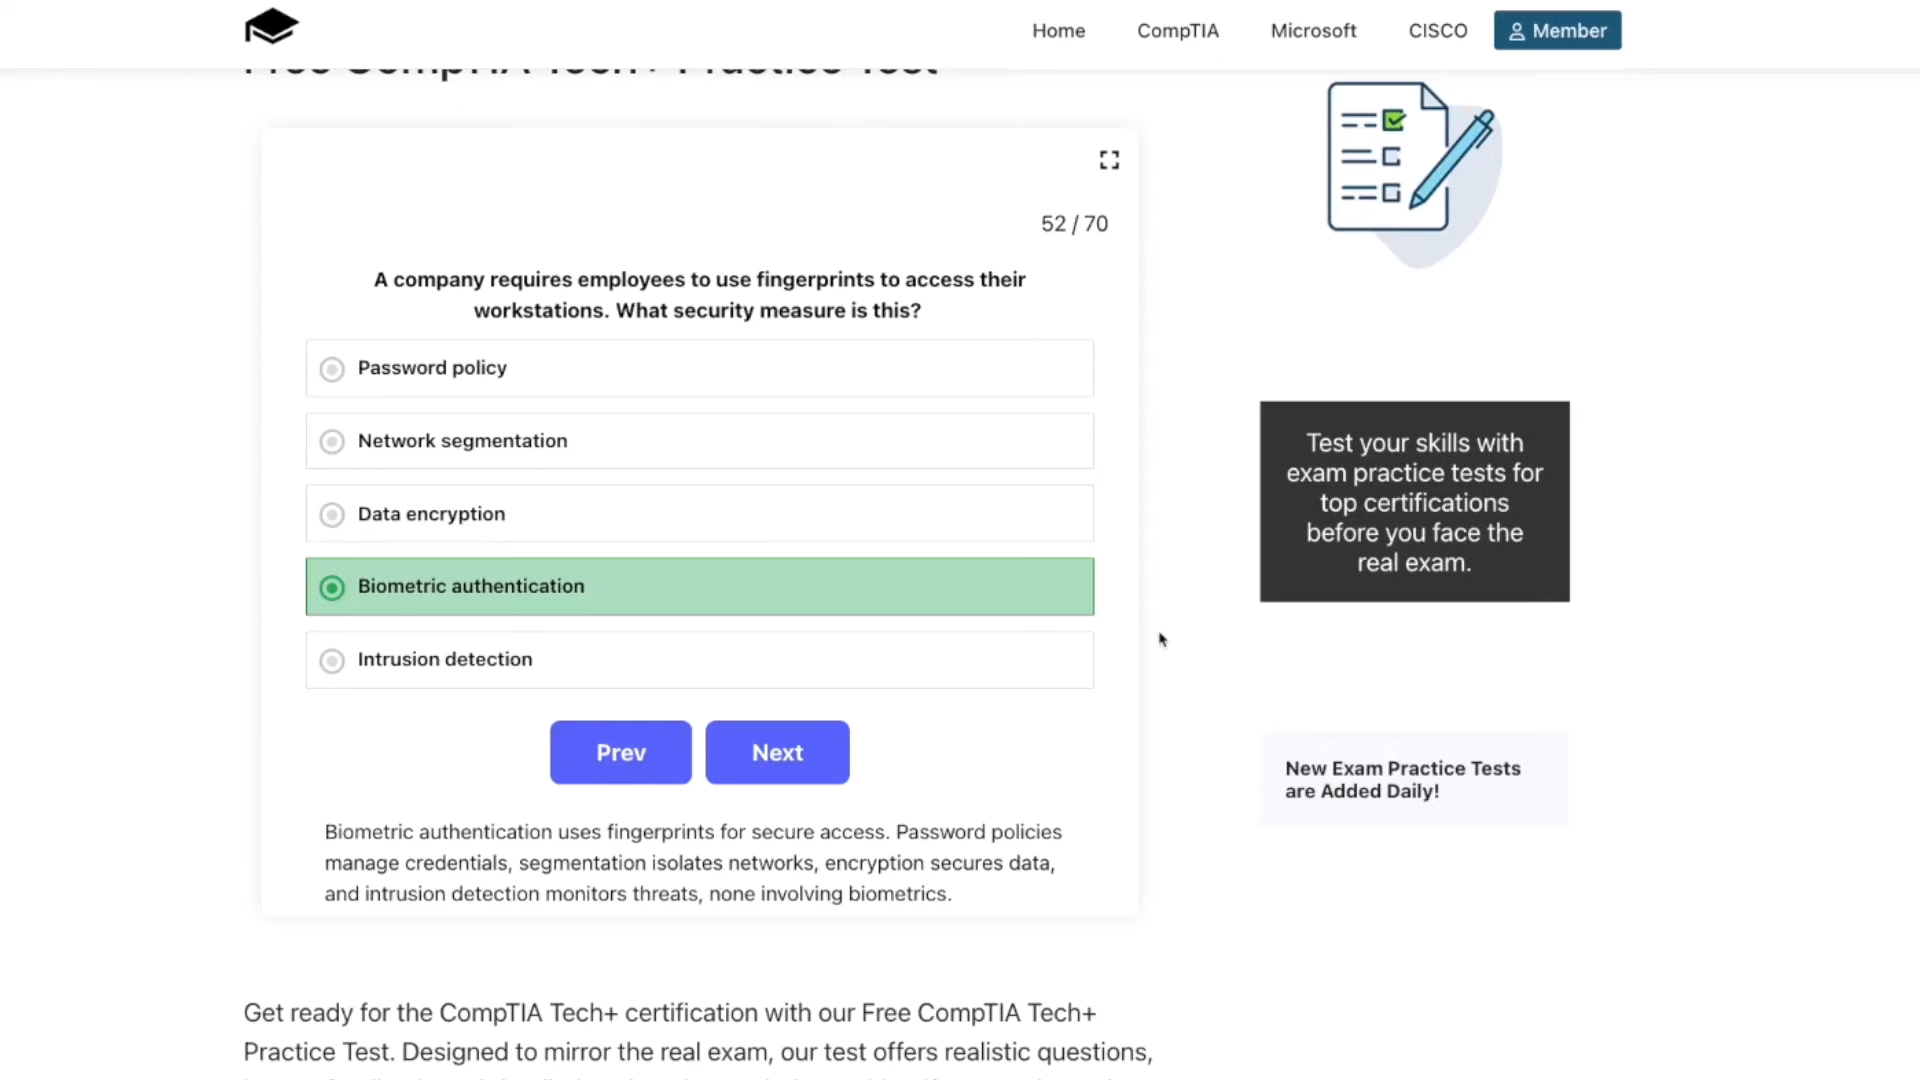 Home CompTIA Microsoft CISCO Member
Free CompTIA Tech+ Practice Test
52 / 70
A company requires employees to use fingerprints to access their
workstations. What security measure is this?
Password policy
Network segmentation
Data encryption
Biometric authentication
Intrusion detection
Prev Next
Biometric authentication uses fingerprints for secure access. Password policies
manage credentials, segmentation isolates networks, encryption secures data,
and intrusion detection monitors threats, none involving biometrics.
Test your skills with
exam practice tests for
top certifications
before you face the
real exam.
New Exam Practice Tests
are Added Daily!
Get ready for the CompTIA Tech+ certification with our Free CompTIA Tech+
Practice Test. Designed to mirror the real exam, our test offers realistic questions,